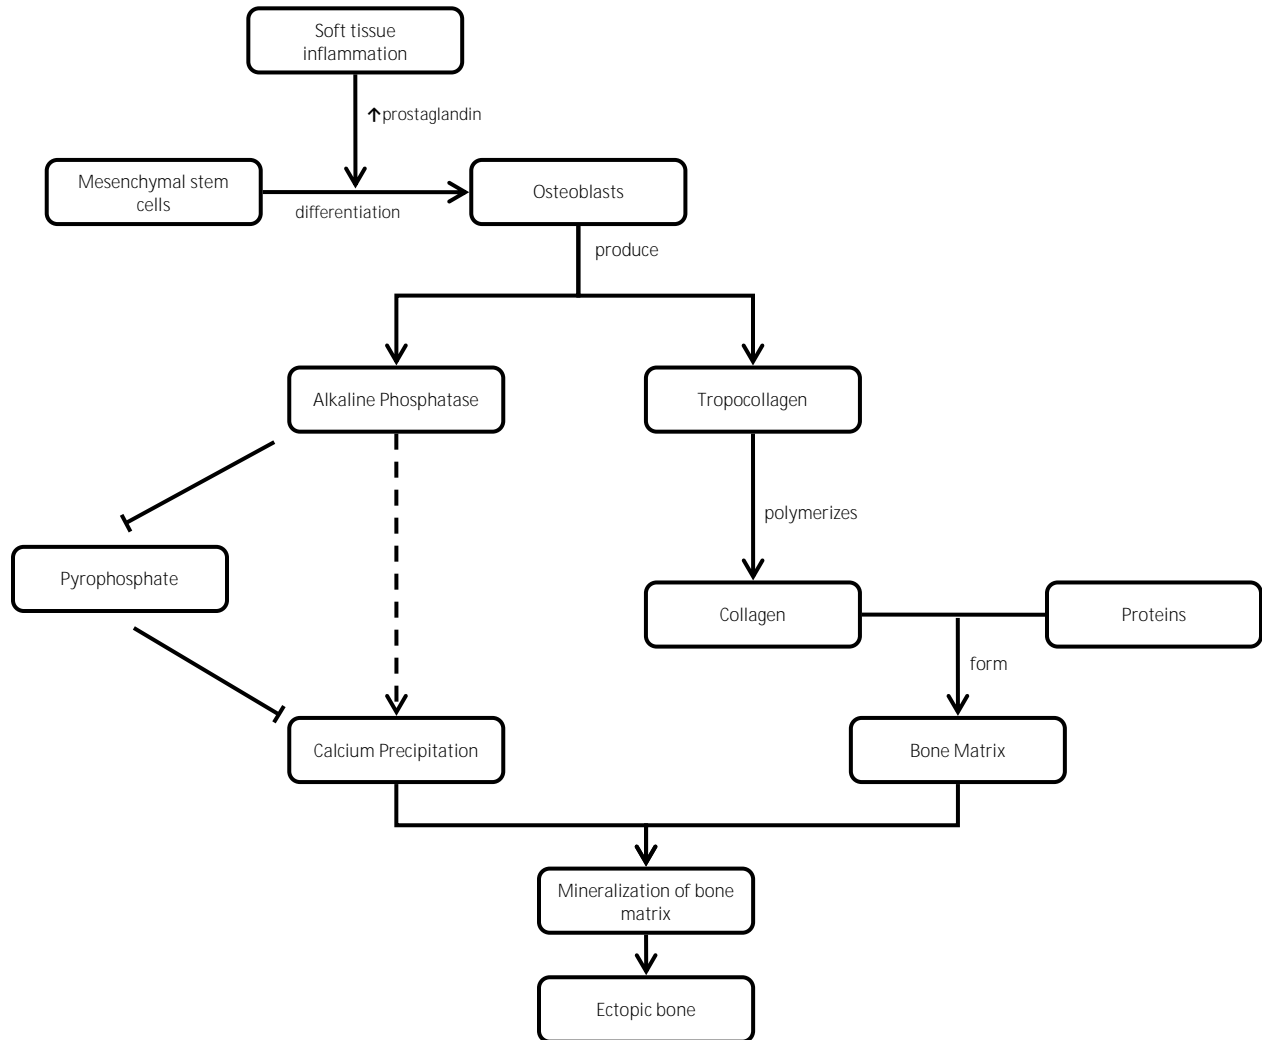 Soft tissue
inflammation
↑prostaglandin
Mesenchymal stem
cells
differentiation
Osteoblasts
produce
Alkaline Phosphatase
Tropocollagen
polymerizes
Pyrophosphate
Collagen
Proteins
form
Calcium Precipitation
Bone Matrix
Mineralization of bone
matrix
Ectopic bone